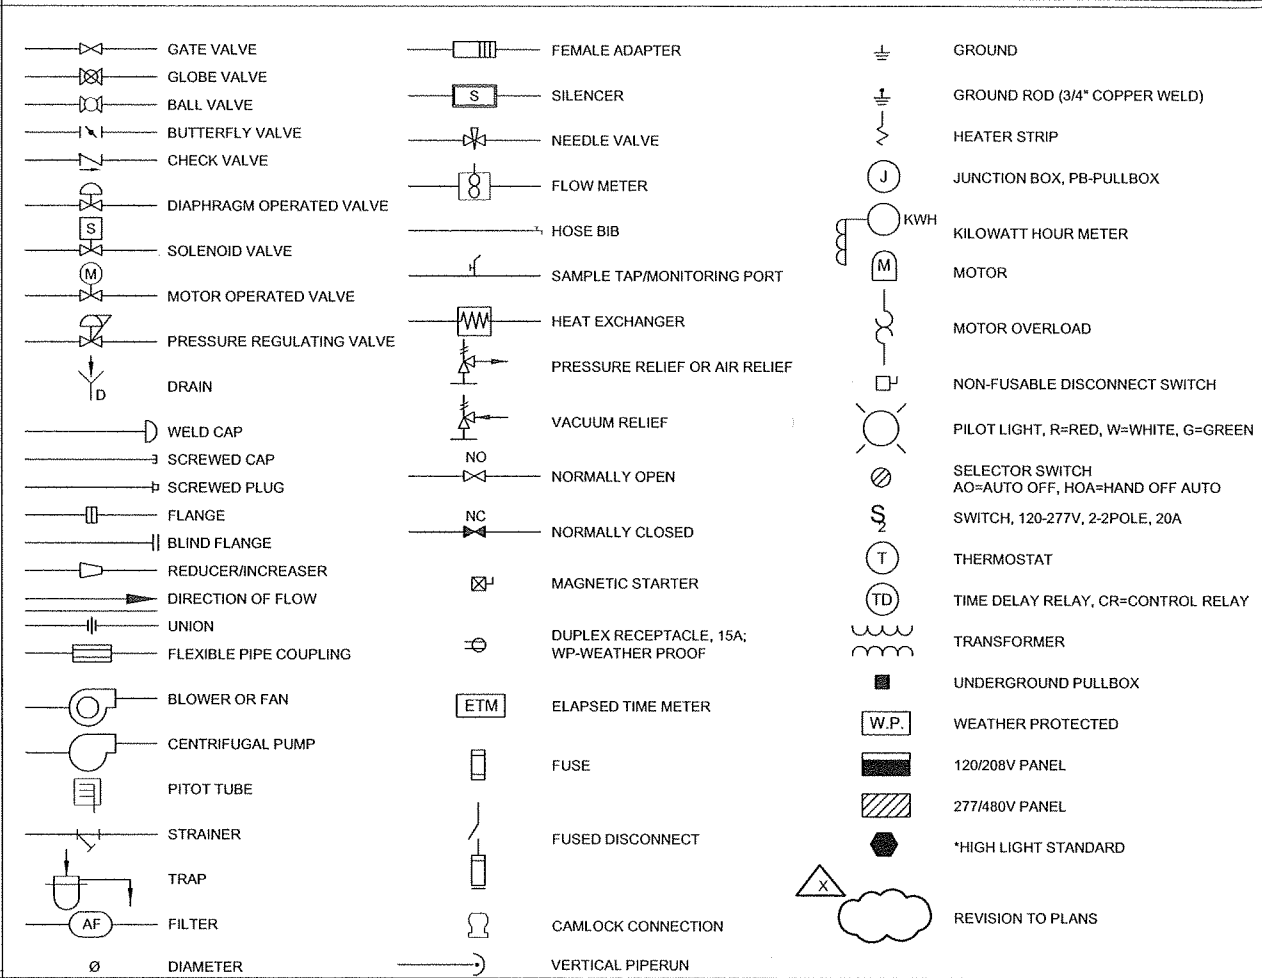 GATE VALVE
GLOBE VALVE
BALL VALVE
BUTTERFLY VALVE
CHECK VALVE
DIAPHRAGM OPERATED VALVE
S
SOLENOID VALVE
M
MOTOR OPERATED VALVE
PRESSURE REGULATING VALVE
D
DRAIN
WELD CAP
SCREWED CAP
SCREWED PLUG
FLANGE
BLIND FLANGE
REDUCER/INCREASER
DIRECTION OF FLOW
UNION
FLEXIBLE PIPE COUPLING
BLOWER OR FAN
CENTRIFUGAL PUMP
PITOT TUBE
STRAINER
TRAP
AF FILTER
Ø DIAMETER
FEMALE ADAPTER
S SILENCER
NEEDLE VALVE
FLOW METER
HOSE BIB
SAMPLE TAP/MONITORING PORT
HEAT EXCHANGER
PRESSURE RELIEF OR AIR RELIEF
VACUUM RELIEF
NO
NORMALLY OPEN
NC
NORMALLY CLOSED
MAGNETIC STARTER
DUPLEX RECEPTACLE, 15A;
WP-WEATHER PROOF
ETM ELAPSED TIME METER
FUSE
FUSED DISCONNECT
CAMLOCK CONNECTION
VERTICAL PIPERUN
GROUND
GROUND ROD (3/4" COPPER WELD)
HEATER STRIP
J JUNCTION BOX, PB-PULLBOX
KWH
KILOWATT HOUR METER
M MOTOR
MOTOR OVERLOAD
NON-FUSABLE DISCONNECT SWITCH
PILOT LIGHT, R=RED, W=WHITE, G=GREEN
SELECTOR SWITCH
AO=AUTO OFF, HOA=HAND OFF AUTO
S2 SWITCH, 120-277V, 2-2POLE, 20A
T THERMOSTAT
TD TIME DELAY RELAY, CR=CONTROL RELAY
TRANSFORMER
UNDERGROUND PULLBOX
W.P. WEATHER PROTECTED
120/208V PANEL
277/480V PANEL
*HIGH LIGHT STANDARD
X
REVISION TO PLANS